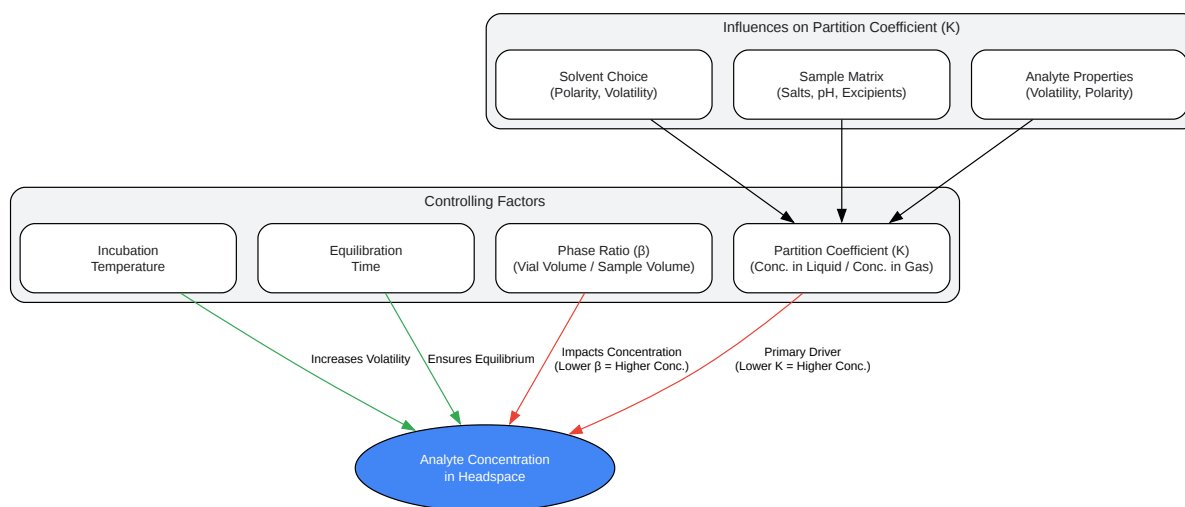 Influences on Partition Coefficient (K)
Solvent Choice
(Polarity, Volatility)
Sample Matrix
(Salts, pH, Excipients)
Analyte Properties
(Volatility, Polarity)
Controlling Factors
Incubation
Temperature
Equilibration
Time
Phase Ratio (β)
(Vial Volume / Sample Volume)
Partition Coefficient (K)
(Conc. in Liquid / Conc. in Gas)
Increases Volatility
Ensures Equilibrium
Impacts Concentration
(Lower β = Higher Conc.)
Primary Driver
(Lower K = Higher Conc.)
Analyte Concentration
in Headspace